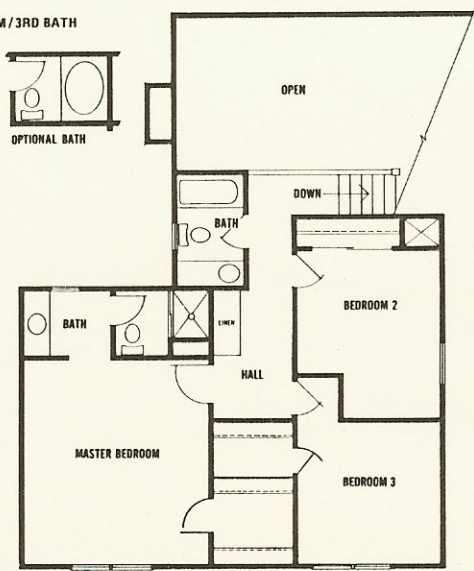 M/3RD BATH
OPTIONAL BATH
OPEN
DOWN
BATH
BEDROOM 2
LINEN
BATH
HALL
MASTER BEDROOM
BEDROOM 3